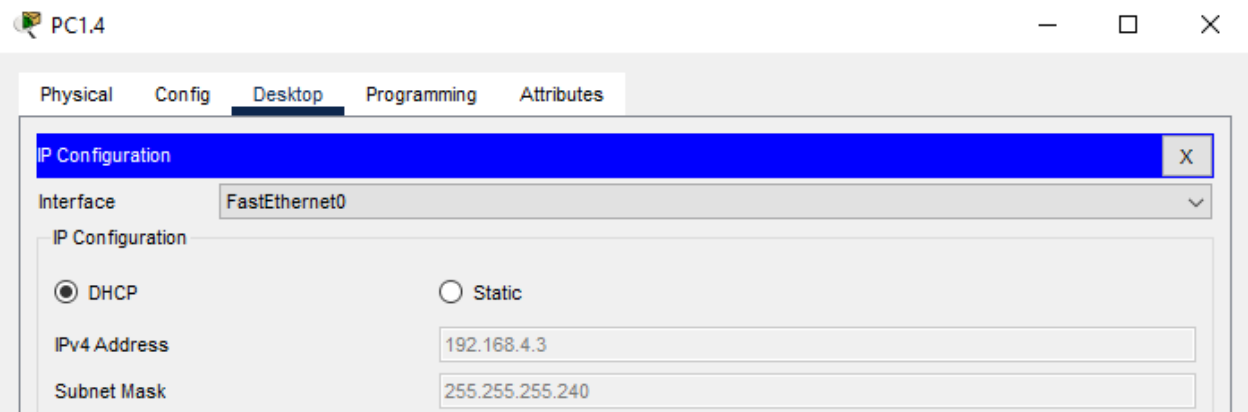 PC1.4
Physical Config Desktop Programming Attributes
IP Configuration X
Interface FastEthernet0
IP Configuration
DHCP Static
IPv4 Address 192.168.4.3
Subnet Mask 255.255.255.240